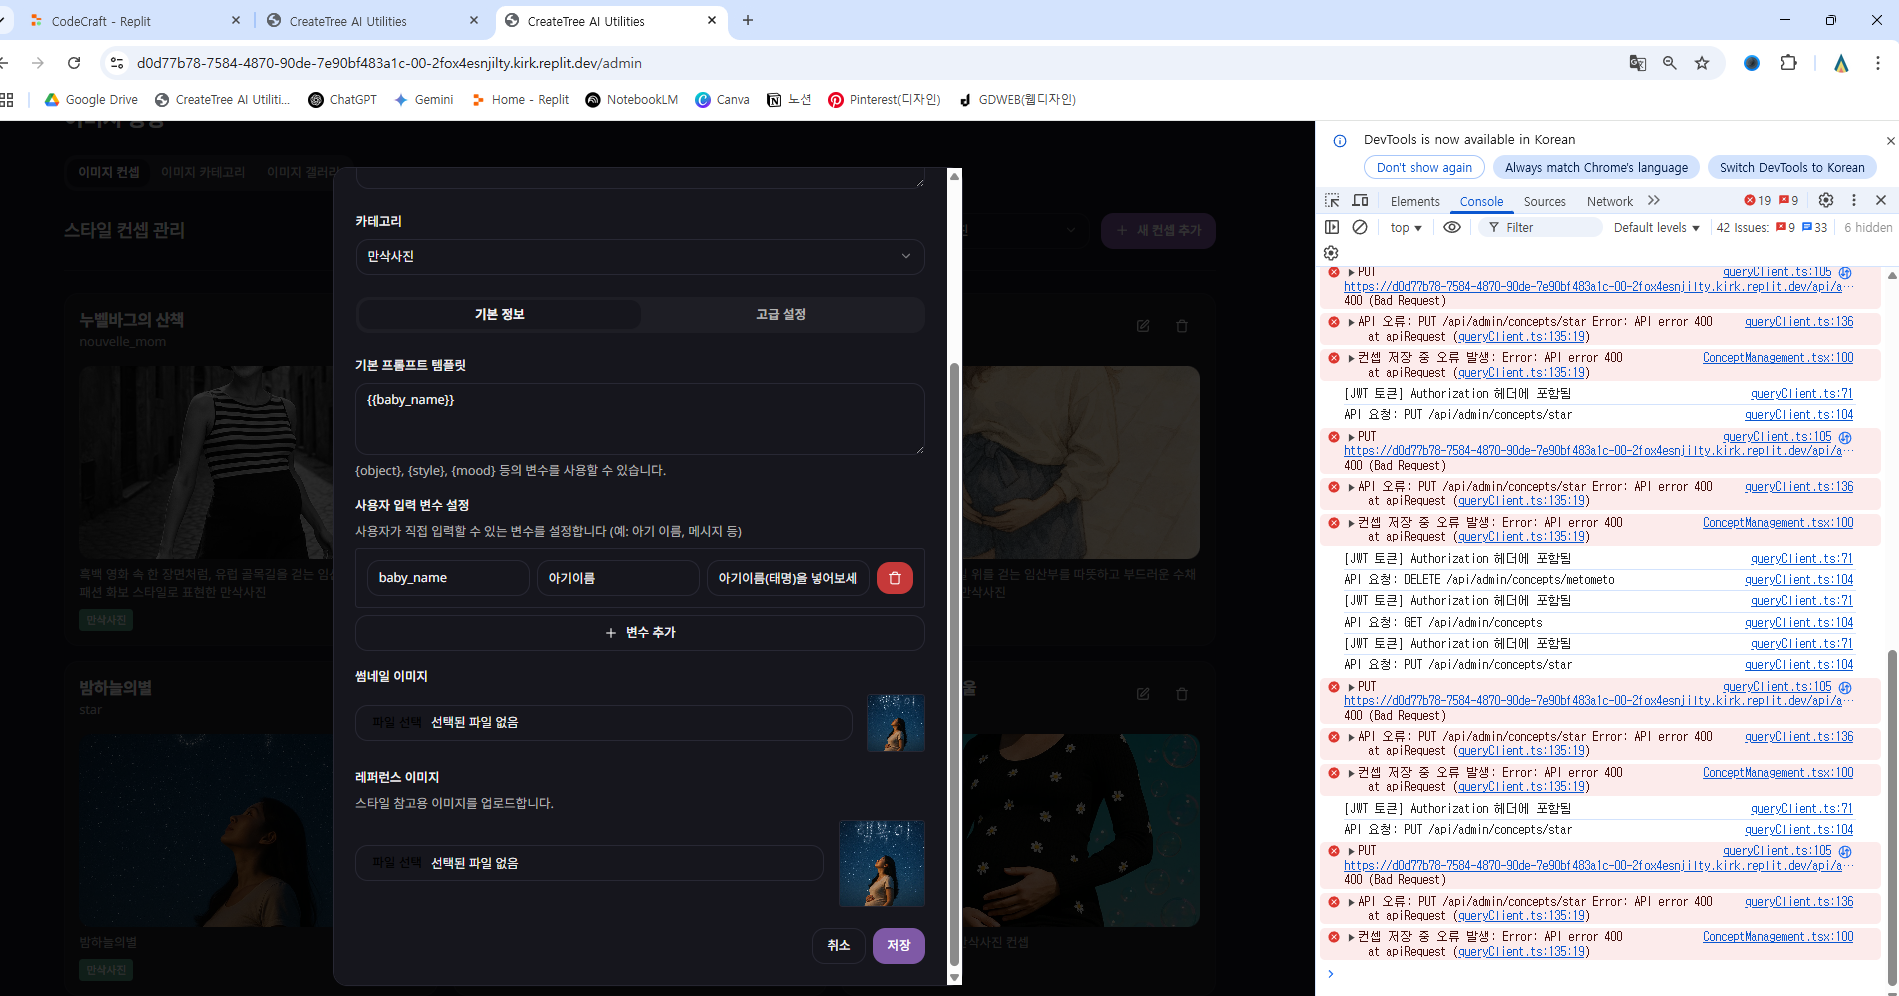 CodeCraft - Replit
CreateTree AI Utilities
CreateTree AI Utilities
d0d77b78-7584-4870-90de-7e90bf483a1c-00-2fox4esnjilty.kirk.replit.dev/admin
Google Drive
CreateTree AI Utiliti...
ChatGPT
Gemini
Home - Replit
NotebookLM
Canva
노션
Pinterest(디자인)
GDWEB(웹디자인)
이미지 컨셉
이미지 카테고리
이미지 갤러리
스타일 컨셉 관리
+ 새 컨셉 추가
누벨바그의 산책
nouvelle_mom
흑백 영화 속 한 장면처럼, 유럽 골목길을 걷는 임산
패션 화보 스타일로 표현한 만삭사진
만삭사진
밤하늘의별
star
밤하늘의별
만삭사진
카테고리
만삭사진
기본 정보
고급 설정
기본 프롬프트 템플릿
{{baby_name}}
{object}, {style}, {mood} 등의 변수를 사용할 수 있습니다.
사용자 입력 변수 설정
사용자가 직접 입력할 수 있는 변수를 설정합니다 (예: 아기 이름, 메시지 등)
baby_name
아기이름
아기이름(태명)을 넣어보세
+ 변수 추가
썸네일 이미지
파일 선택 선택된 파일 없음
레퍼런스 이미지
스타일 참고용 이미지를 업로드합니다.
파일 선택 선택된 파일 없음
취소
저장
위를 걷는 임산부를 따뜻하고 부드러운 수채
만삭사진
울
만삭사진 컨셉
DevTools is now available in Korean
Don't show again
Always match Chrome's language
Switch DevTools to Korean
Elements
Console
Sources
Network
19
9
top
Filter
Default levels
42 Issues:
9
33
6 hidden
PUT queryClient.ts:105
https://d0d77b78-7584-4870-90de-7e90bf483a1c-00-2fox4esnjilty.kirk.replit.dev/api/a…
400 (Bad Request)
API 오류: PUT /api/admin/concepts/star Error: API error 400 queryClient.ts:136
at apiRequest (queryClient.ts:135:19)
컨셉 저장 중 오류 발생: Error: API error 400 ConceptManagement.tsx:100
at apiRequest (queryClient.ts:135:19)
[JWT 토큰] Authorization 헤더에 포함됨 queryClient.ts:71
API 요청: PUT /api/admin/concepts/star queryClient.ts:104
PUT queryClient.ts:105
https://d0d77b78-7584-4870-90de-7e90bf483a1c-00-2fox4esnjilty.kirk.replit.dev/api/a…
400 (Bad Request)
API 오류: PUT /api/admin/concepts/star Error: API error 400 queryClient.ts:136
at apiRequest (queryClient.ts:135:19)
컨셉 저장 중 오류 발생: Error: API error 400 ConceptManagement.tsx:100
at apiRequest (queryClient.ts:135:19)
[JWT 토큰] Authorization 헤더에 포함됨 queryClient.ts:71
API 요청: DELETE /api/admin/concepts/metometo queryClient.ts:104
[JWT 토큰] Authorization 헤더에 포함됨 queryClient.ts:71
API 요청: GET /api/admin/concepts queryClient.ts:104
[JWT 토큰] Authorization 헤더에 포함됨 queryClient.ts:71
API 요청: PUT /api/admin/concepts/star queryClient.ts:104
PUT queryClient.ts:105
https://d0d77b78-7584-4870-90de-7e90bf483a1c-00-2fox4esnjilty.kirk.replit.dev/api/a…
400 (Bad Request)
API 오류: PUT /api/admin/concepts/star Error: API error 400 queryClient.ts:136
at apiRequest (queryClient.ts:135:19)
컨셉 저장 중 오류 발생: Error: API error 400 ConceptManagement.tsx:100
at apiRequest (queryClient.ts:135:19)
[JWT 토큰] Authorization 헤더에 포함됨 queryClient.ts:71
API 요청: PUT /api/admin/concepts/star queryClient.ts:104
PUT queryClient.ts:105
https://d0d77b78-7584-4870-90de-7e90bf483a1c-00-2fox4esnjilty.kirk.replit.dev/api/a…
400 (Bad Request)
API 오류: PUT /api/admin/concepts/star Error: API error 400 queryClient.ts:136
at apiRequest (queryClient.ts:135:19)
컨셉 저장 중 오류 발생: Error: API error 400 ConceptManagement.tsx:100
at apiRequest (queryClient.ts:135:19)